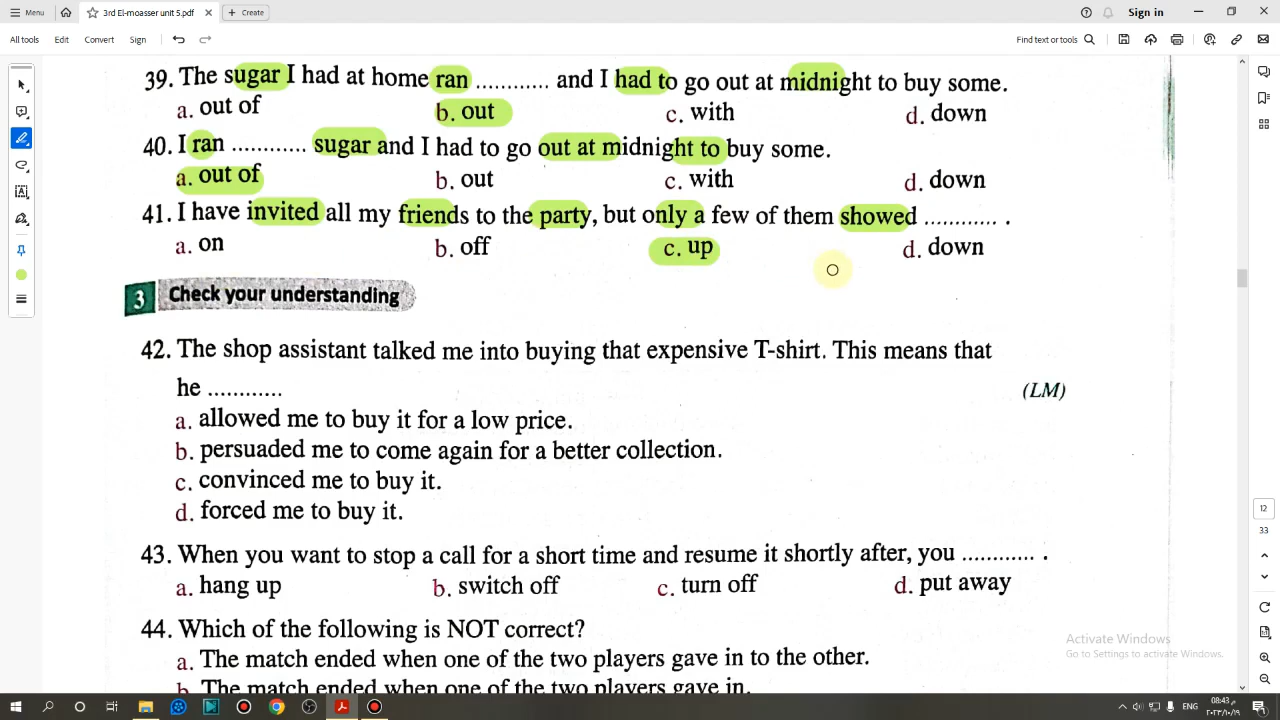 Menu
3rd El-moasser unit 5.pdf
Create
Sign in
All tools Edit Convert Sign
Find text or tools
39. The sugar I had at home ran ............ and I had to go out at midnight to buy some.
a. out of b. out c. with d. down
40. I ran ............ sugar and I had to go out at midnight to buy some.
a. out of b. out c. with d. down
41. I have invited all my friends to the party, but only a few of them showed ............ .
a. on b. off c. up d. down
3 Check your understanding
42. The shop assistant talked me into buying that expensive T-shirt. This means that
he ............
(LM)
a. allowed me to buy it for a low price.
b. persuaded me to come again for a better collection.
c. convinced me to buy it.
d. forced me to buy it.
43. When you want to stop a call for a short time and resume it shortly after, you ............ .
a. hang up b. switch off c. turn off d. put away
44. Which of the following is NOT correct?
a. The match ended when one of the two players gave in to the other.
b. The match ended when one of the two players gave in.
12
33
Activate Windows
Go to Settings to activate Windows.
ENG
08:43